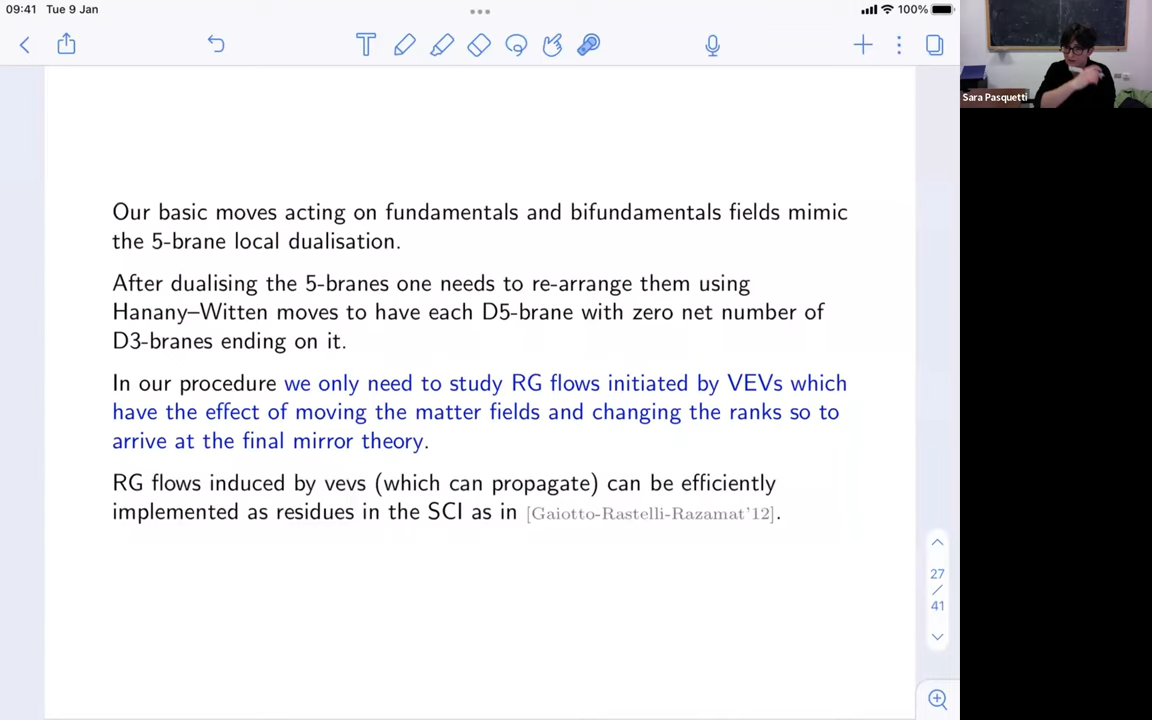 09:41 Tue 9 Jan
100%
Sara Pasquetti
Our basic moves acting on fundamentals and bifundamentals fields mimic
the 5-brane local dualisation.
After dualising the 5-branes one needs to re-arrange them using
Hanany–Witten moves to have each D5-brane with zero net number of
D3-branes ending on it.
In our procedure we only need to study RG flows initiated by VEVs which
have the effect of moving the matter fields and changing the ranks so to
arrive at the final mirror theory.
RG flows induced by vevs (which can propagate) can be efficiently
implemented as residues in the SCI as in [Gaiotto-Rastelli-Razamat'12].
27
/
41